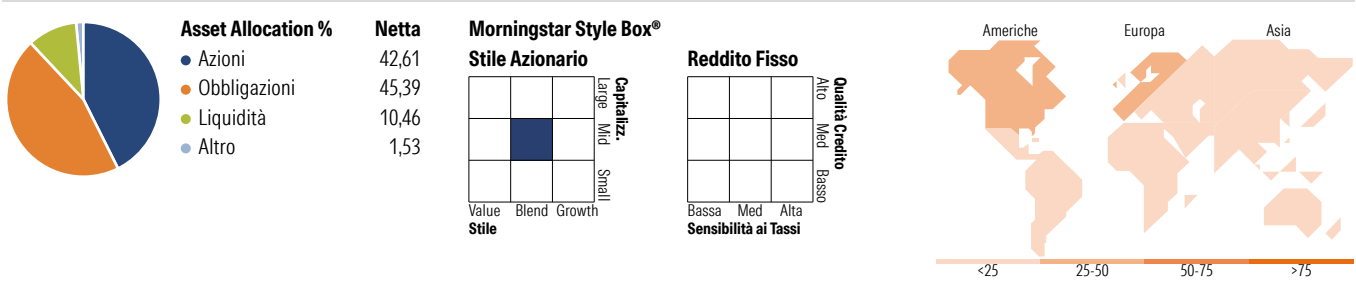 Asset Allocation % Netta
Azioni 42,61
Obbligazioni 45,39
Liquidità 10,46
Altro 1,53
Morningstar Style Box®
Stile Azionario
Large Mid Small
Capitalizz.
Value Blend Growth
Stile
Reddito Fisso
Alto Med Basso
Qualità Credito
Bassa Med Alta
Sensibilità ai Tassi
Americhe Europa Asia
<25 25-50 50-75 >75